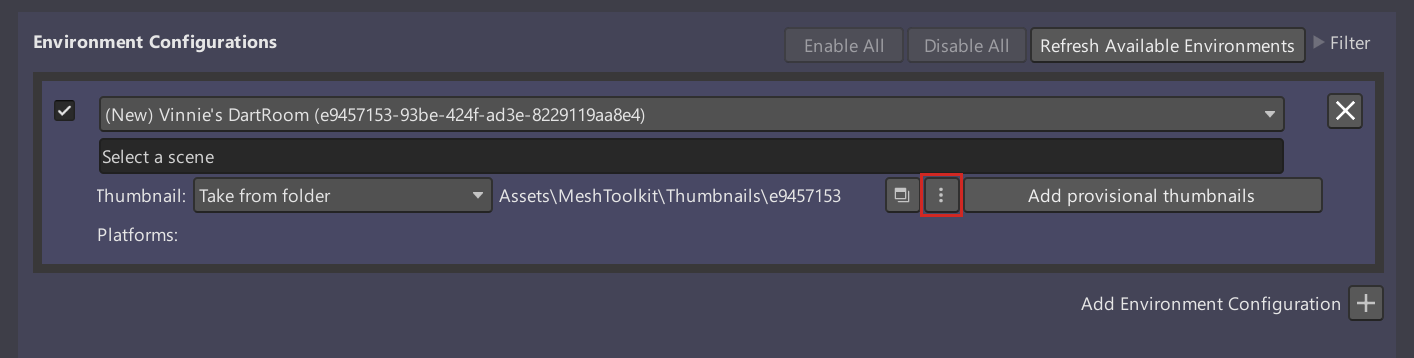 Environment Configurations
Enable All
Disable All
Refresh Available Environments
Filter
(New) Vinnie's DartRoom (e9457153-93be-424f-ad3e-8229119aa8e4)
Select a scene
Thumbnail: Take from folder Assets\MeshToolkit\Thumbnails\e9457153 Add provisional thumbnails
Platforms:
Add Environment Configuration